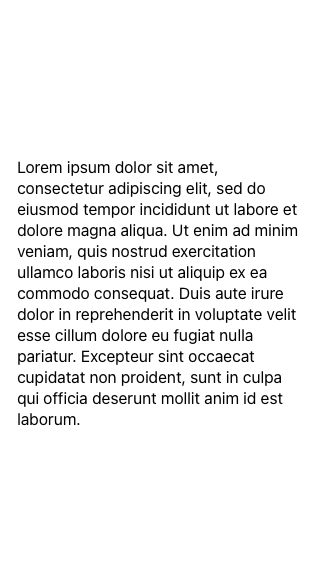 Lorem ipsum dolor sit amet,
consectetur adipiscing elit, sed do
eiusmod tempor incididunt ut labore et
dolore magna aliqua. Ut enim ad minim
veniam, quis nostrud exercitation
ullamco laboris nisi ut aliquip ex ea
commodo consequat. Duis aute irure
dolor in reprehenderit in voluptate velit
esse cillum dolore eu fugiat nulla
pariatur. Excepteur sint occaecat
cupidatat non proident, sunt in culpa
qui officia deserunt mollit anim id est
laborum.